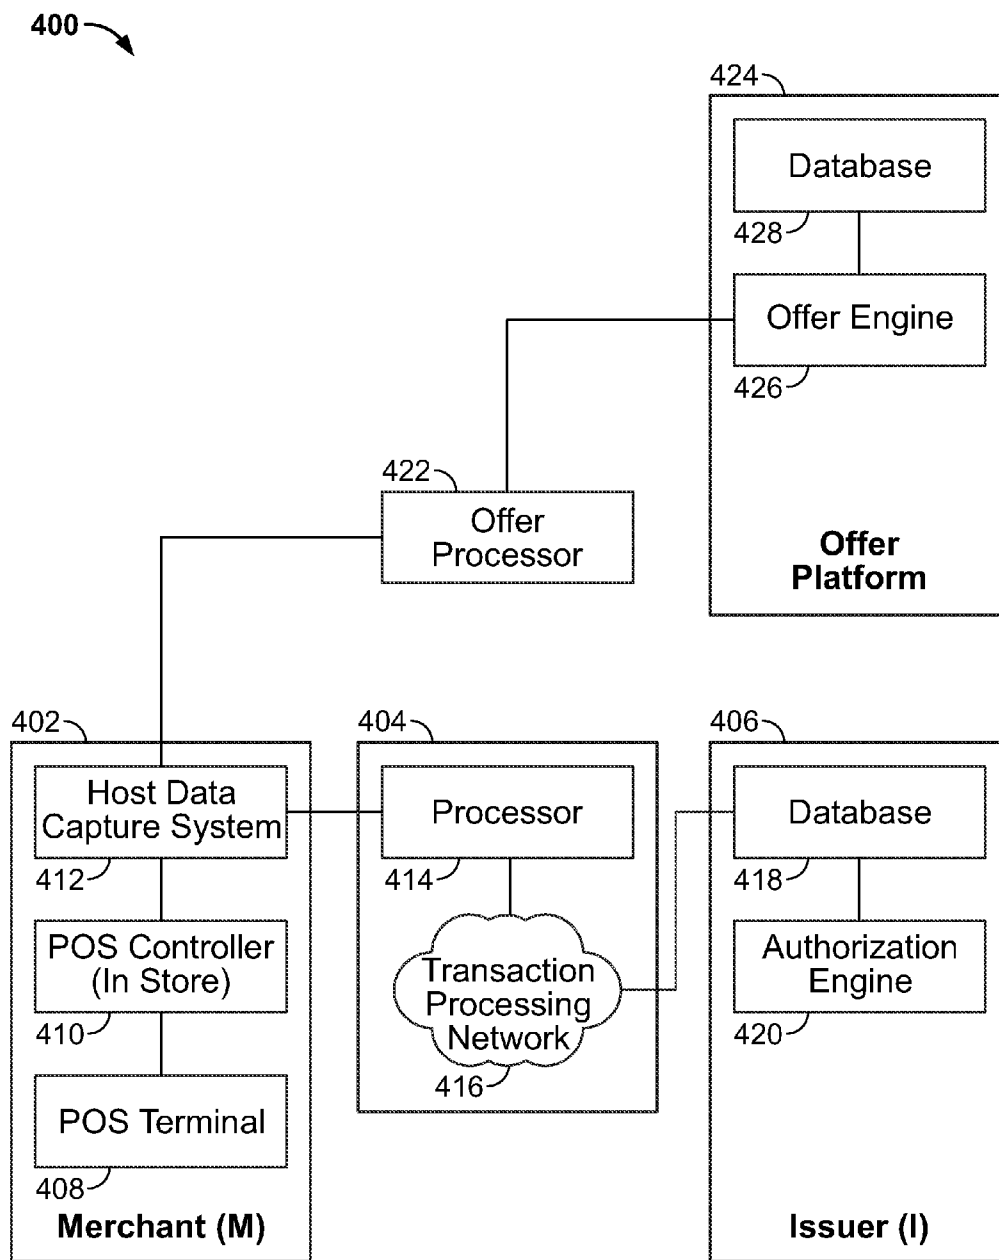 400
424
Database
428
Offer Engine
426
Offer
Platform
422
Offer
Processor
402
Host Data
Capture System
412
POS Controller
(In Store)
410
POS Terminal
408
Merchant (M)
404
Processor
414
Transaction
Processing
Network
416
406
Database
418
Authorization
Engine
420
Issuer (I)